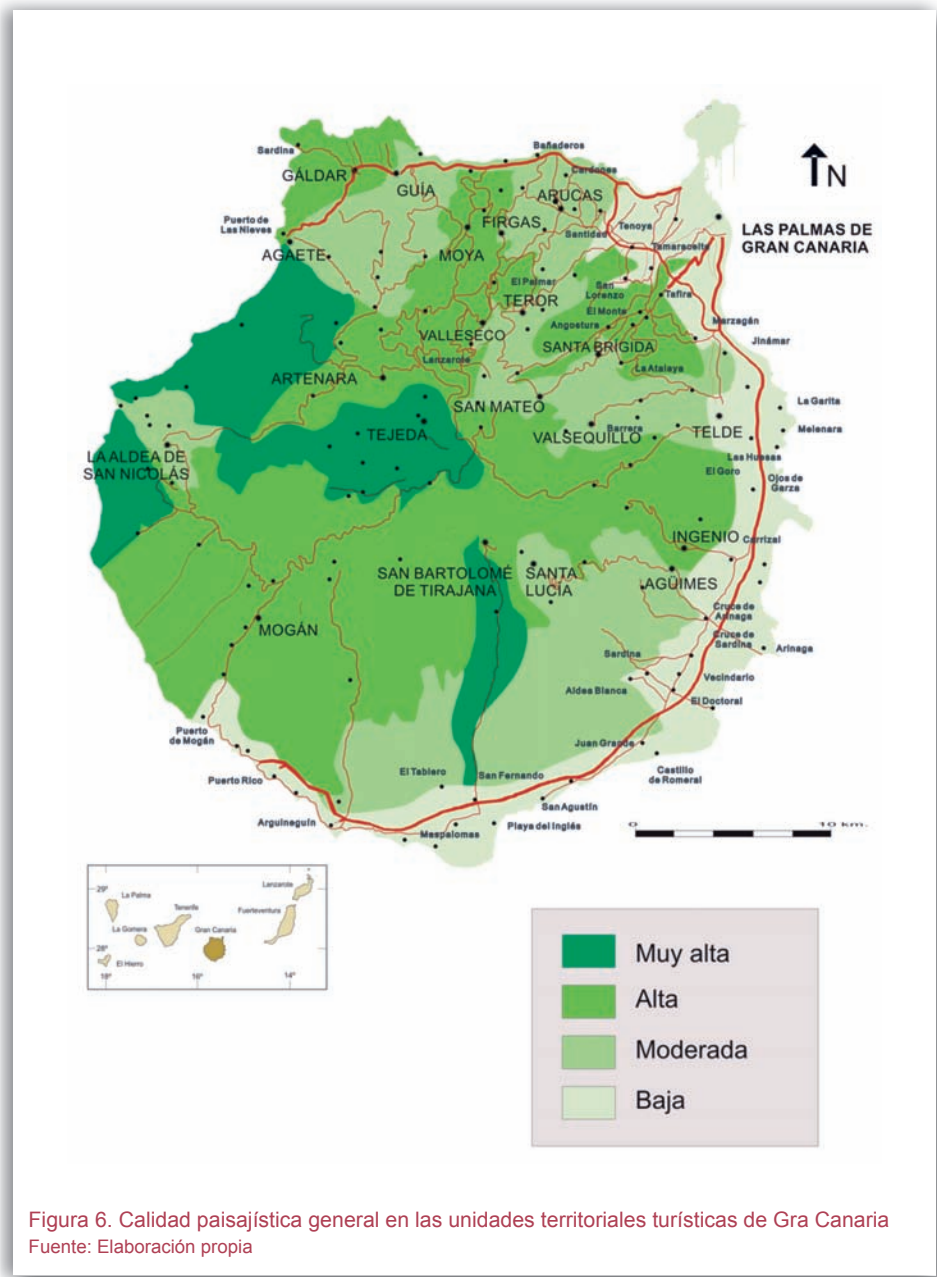 Bañaderos
Sardina
Cardones
N
GÁLDAR
GUÍA
ARUCAS
FIRGAS
Puerto de
Las Nieves
Santidad
Tenoya
LAS PALMAS DE
GRAN CANARIA
Tamaraceite
AGAETE
MOYA
El Palmar
San
Lorenzo
TEROR
Tafira
El Monte
Angostura
Marzagán
VALLESECO
SANTA BRÍGIDA
Jinámar
Lanzarote
La Atalaya
ARTENARA
SAN MATEO
La Garita
TEJEDA
VALSEQUILLO
Barrera
TELDE
Melenara
LA ALDEA DE
SAN NICOLÁS
Las Huesas
El Goro
Ojos de
Garza
INGENIO
Carrizal
SAN BARTOLOMÉ
DE TIRAJANA
SANTA
LUCÍA
AGÜIMES
MOGÁN
Cruce de
Arinaga
Cruce de
Sardina
Arinaga
Sardina
Vecindario
Aldea Blanca
El Doctoral
Puerto
de Mogán
Juan Grande
Castillo
de Romeral
Puerto Rico
El Tablero
San Fernando
San Agustín
Arguineguín
Maspalomas
Playa del Inglés
0 10 km.
29°
28°
18°
16°
14°
La Palma
La Gomera
El Hierro
Tenerife
Gran Canaria
Fuerteventura
Lanzarote
Muy alta
Alta
Moderada
Baja
Figura 6. Calidad paisajística general en las unidades territoriales turísticas de Gra Canaria
Fuente: Elaboración propia